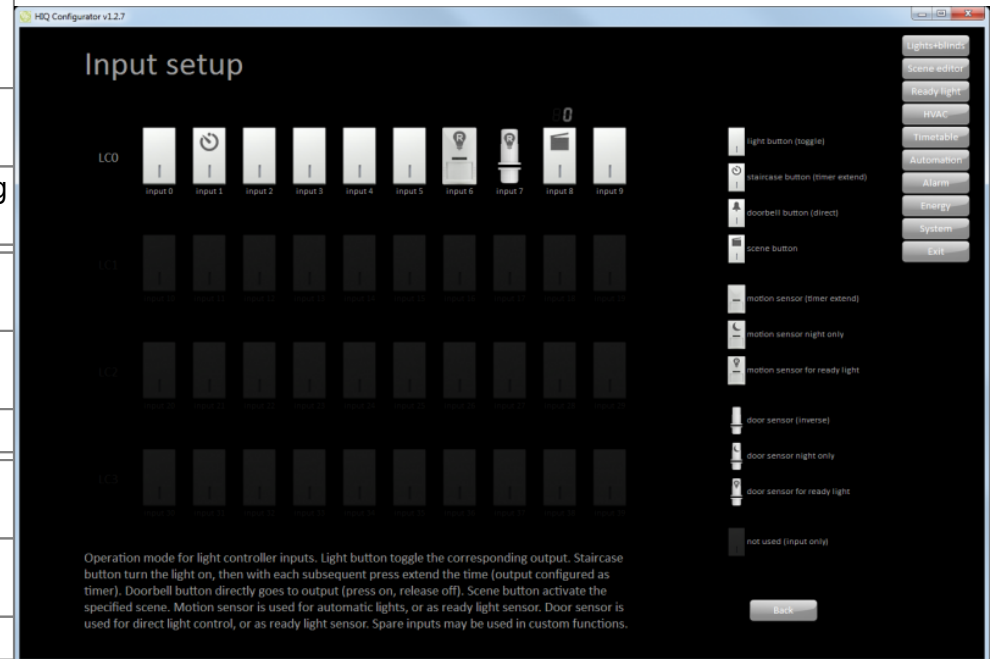 g
HIQ Configurator v1.2.7
Input setup
Lights+blinds
Scene editor
Ready light
HVAC
Timetable
Automation
Alarm
Energy
System
Exit
0
LC0
R
R
input 0 input 1 input 2 input 3 input 4 input 5 input 6 input 7 input 8 input 9
light button (toggle)
staircase button (timer extend)
doorbell button (direct)
scene button
motion sensor (timer extend)
motion sensor night only
motion sensor for ready light
door sensor (inverse)
door sensor night only
door sensor for ready light
not used (input only)
LC1
LC2
LC3
Operation mode for light controller inputs. Light button toggle the corresponding output. Staircase
button turn the light on, then with each subsequent press extend the time (output configured as
timer). Doorbell button directly goes to output (press on, release off). Scene button activate the
specified scene. Motion sensor is used for automatic lights, or as ready light sensor. Door sensor is
used for direct light control, or as ready light sensor. Spare inputs may be used in custom functions.
Back